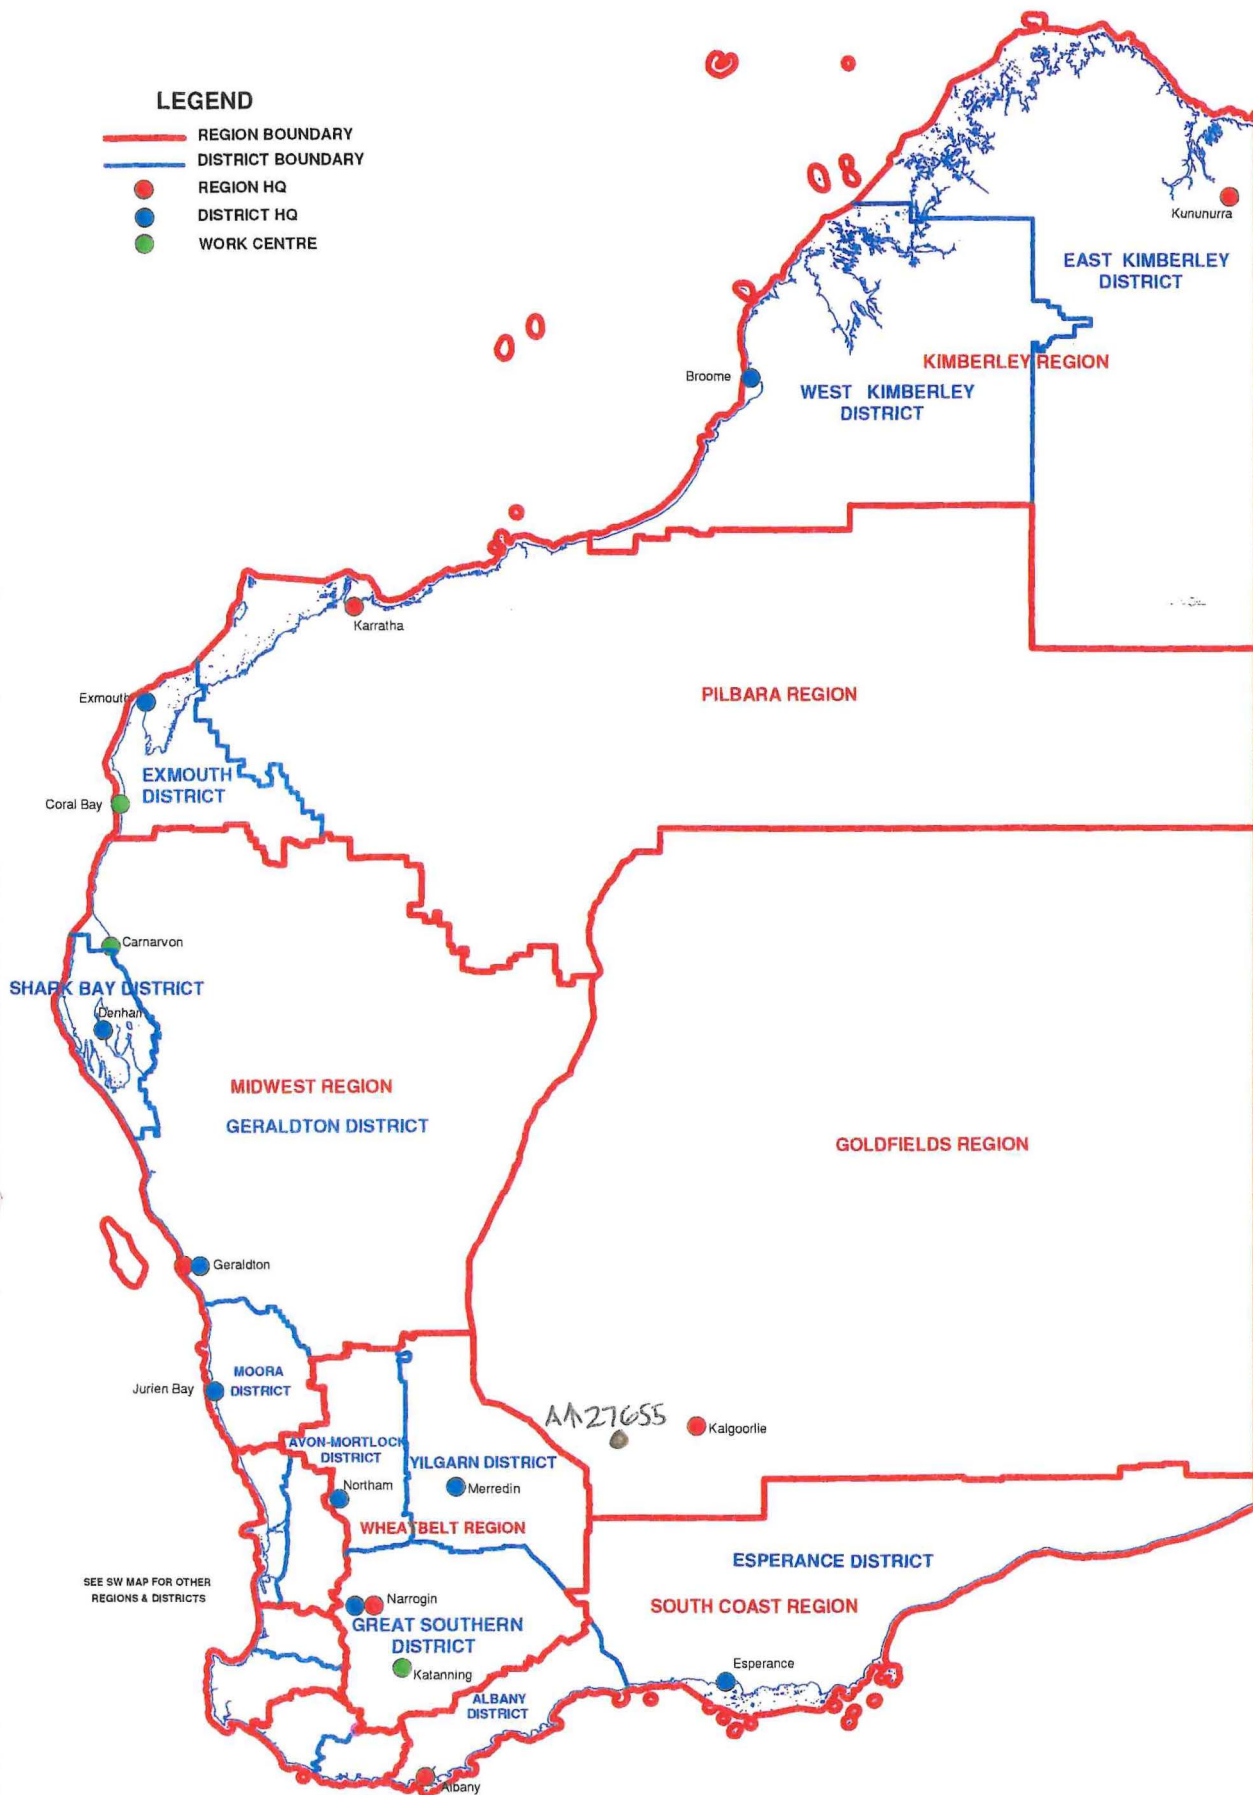 LEGEND
REGION BOUNDARY
DISTRICT BOUNDARY
REGION HQ
DISTRICT HQ
WORK CENTRE
Kununurra
EAST KIMBERLEY
DISTRICT
KIMBERLEY REGION
Broome
WEST KIMBERLEY
DISTRICT
Karratha
Exmouth
PILBARA REGION
EXMOUTH
DISTRICT
Coral Bay
Carnarvon
SHARK BAY DISTRICT
Denham
MIDWEST REGION
GERALDTON DISTRICT
GOLDFIELDS REGION
Geraldton
MOORA
DISTRICT
Jurien Bay
Kalgoorlie
AVON-MORTLOCK
DISTRICT
YILGARN DISTRICT
Northam
Merredin
WHEATBELT REGION
ESPERANCE DISTRICT
SEE SW MAP FOR OTHER
REGIONS & DISTRICTS
Narrogin
SOUTH COAST REGION
GREAT SOUTHERN
DISTRICT
Katanning
Esperance
ALBANY
DISTRICT
Albany